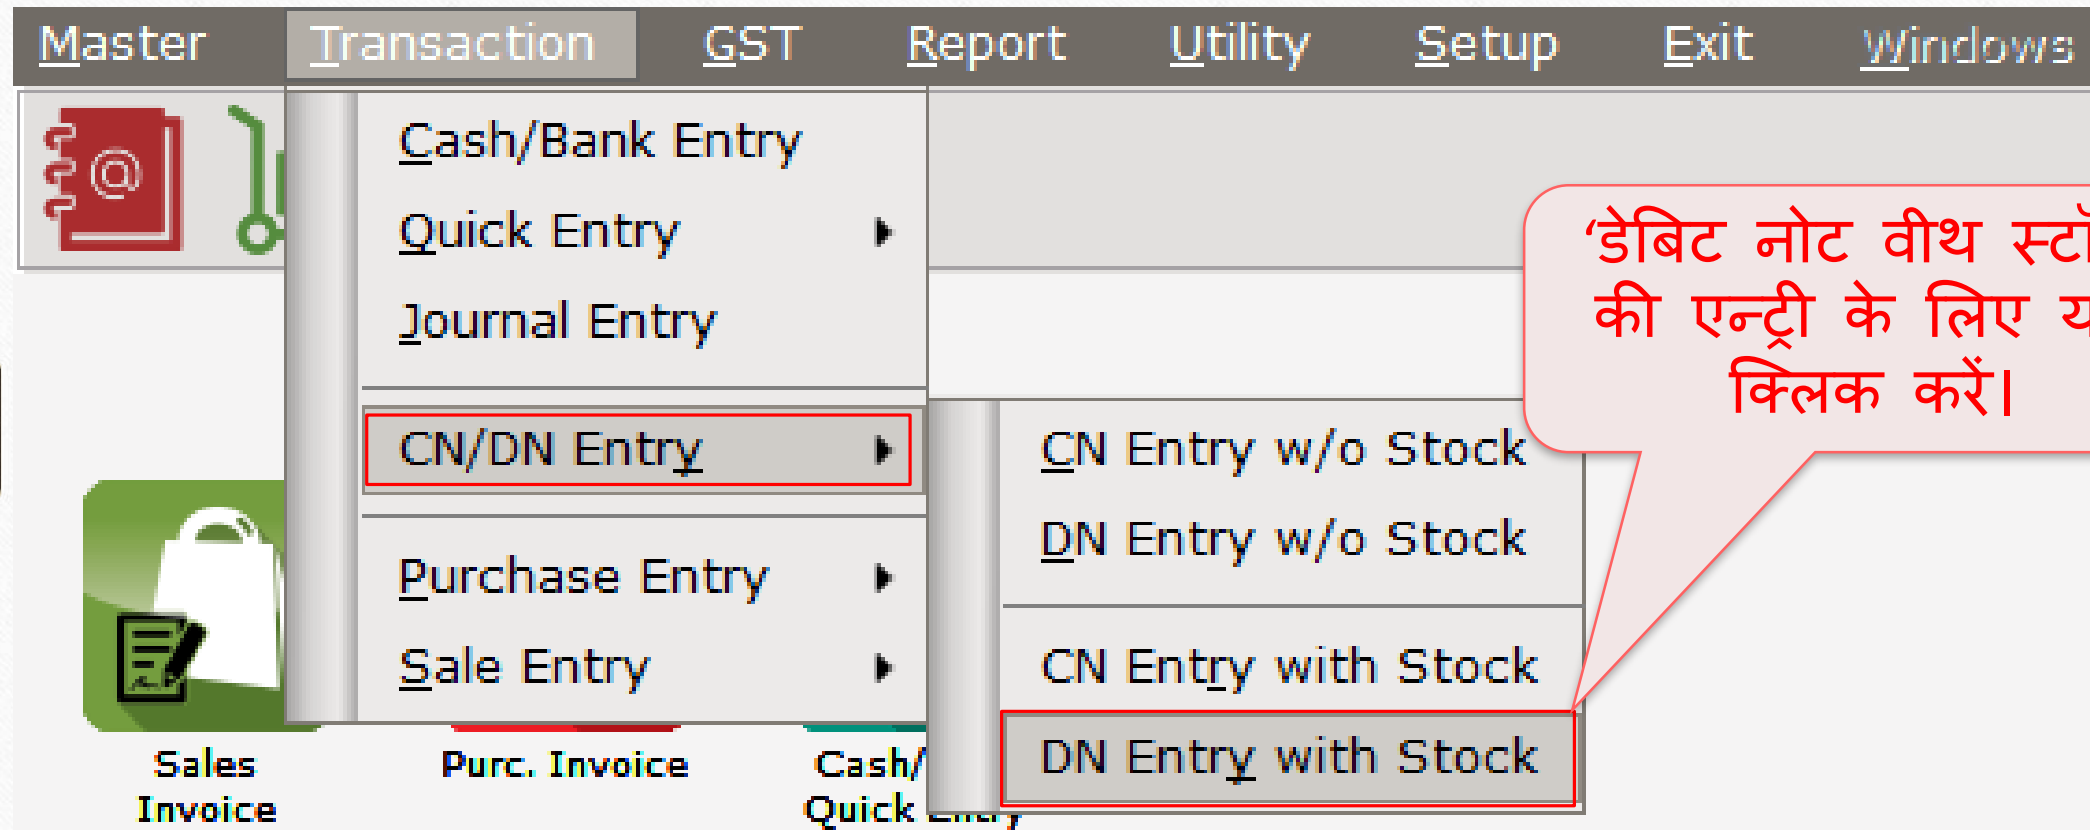 Master Transaction GST Report Utility Setup Exit Windows
Cash/Bank Entry
Quick Entry
Journal Entry
CN/DN Entry
Purchase Entry
Sale Entry
CN Entry w/o Stock
DN Entry w/o Stock
CN Entry with Stock
DN Entry with Stock
‘डेबिट नोट वीथ
की एन्ट्री के लिए
क्लिक करें।
Sales
Invoice
Purc. Invoice
Cash/
Quick